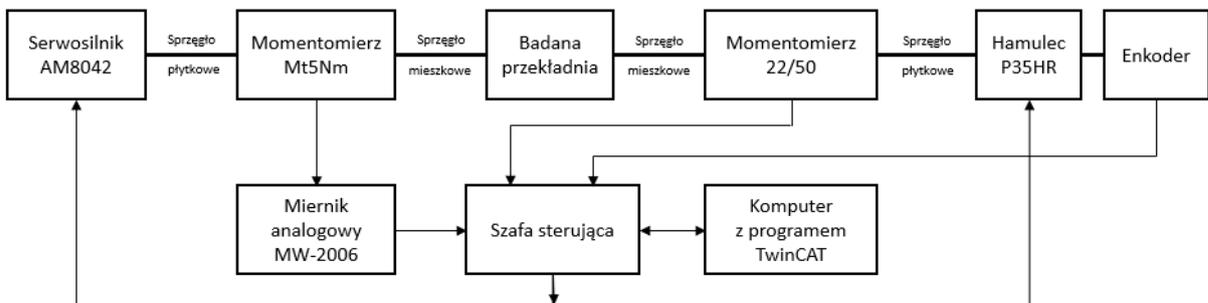 Serwosilnik
AM8042
Sprzęgło
płytkowe
Momentomierz
Mt5Nm
Sprzęgło
mieszkowe
Badana
przekładnia
Sprzęgło
mieszkowe
Momentomierz
22/50
Sprzęgło
płytkowe
Hamulec
P35HR
Enkoder
Miernik
analogowy
MW-2006
Szafa sterująca
Komputer
z programem
TwinCAT